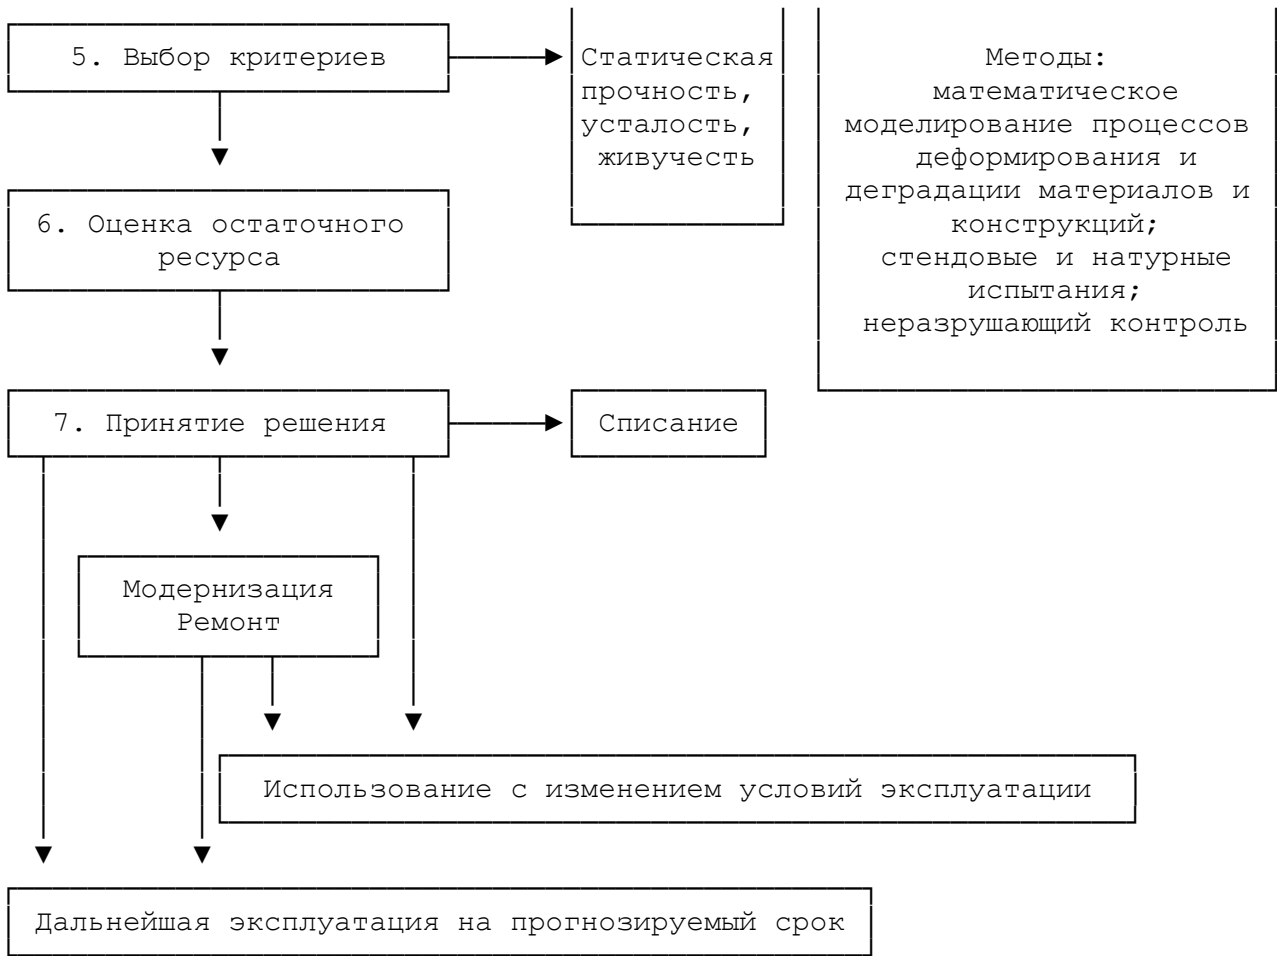 5. Выбор критериев
Статическая
прочность,
усталость,
живучесть
Методы:
математическое
моделирование процессов
деформирования и
деградации материалов и
конструкций;
стендовые и натурные
испытания;
неразрушающий контроль
6. Оценка остаточного
ресурса
7. Принятие решения
Списание
Модернизация
Ремонт
Использование с изменением условий эксплуатации
Дальнейшая эксплуатация на прогнозируемый срок